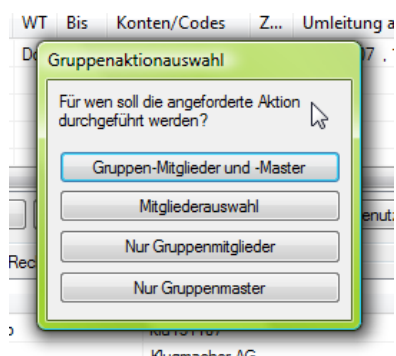 WT Bis Konten/Codes Z... Umleitung a
Gruppenaktionauswahl
Für wen soll die angeforderte Aktion
durchgeführt werden?
Gruppen-Mitglieder und -Master
Mitgliederauswahl
Nur Gruppenmitglieder
Nur Gruppenmaster